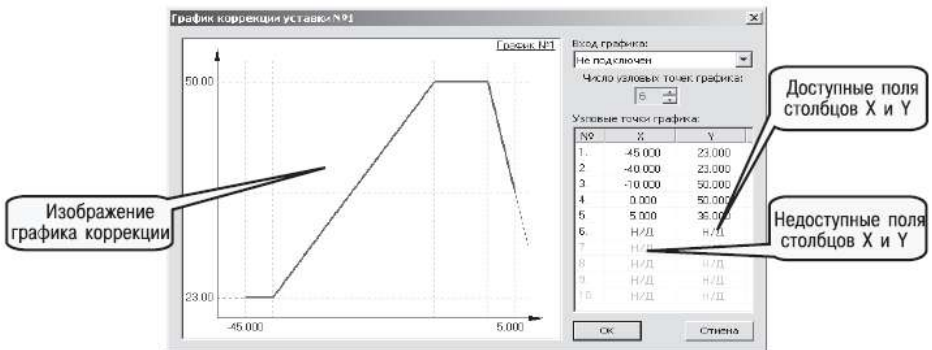 График коррекции уставки №1
График №1
50.00
23.00
-45.000
5.000
Вход графика:
Не подключен
Число узловых точек графика:
6
Узловые точки графика:
№ X Y
1. -45.000 23.000
2 -40.000 23.000
3 -10.000 50.000
4 0.000 50.000
5 5.000 36.000
6. Н/Д Н/Д
7 Н/Д
8 Н/Д Н/Д
9 Н/Д Н/Д
10. Н/Д Н/Д
OK
Отмена
Изображение
графика коррекции
Доступные поля
столбцов X и Y
Недоступные поля
столбцов X и Y